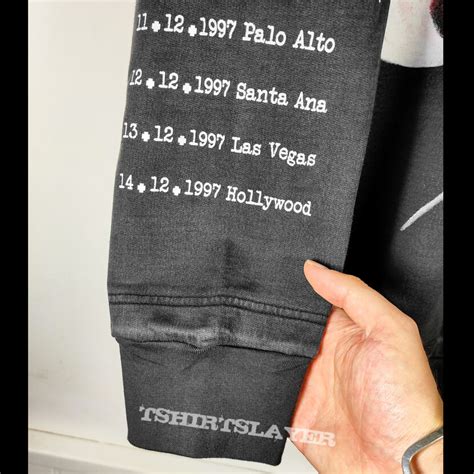 11.12.1997 Palo Alto
12.12.1997 Santa Ana
13.12.1997 Las Vegas
14.12.1997 Hollywood
TSHIRTSLAYER